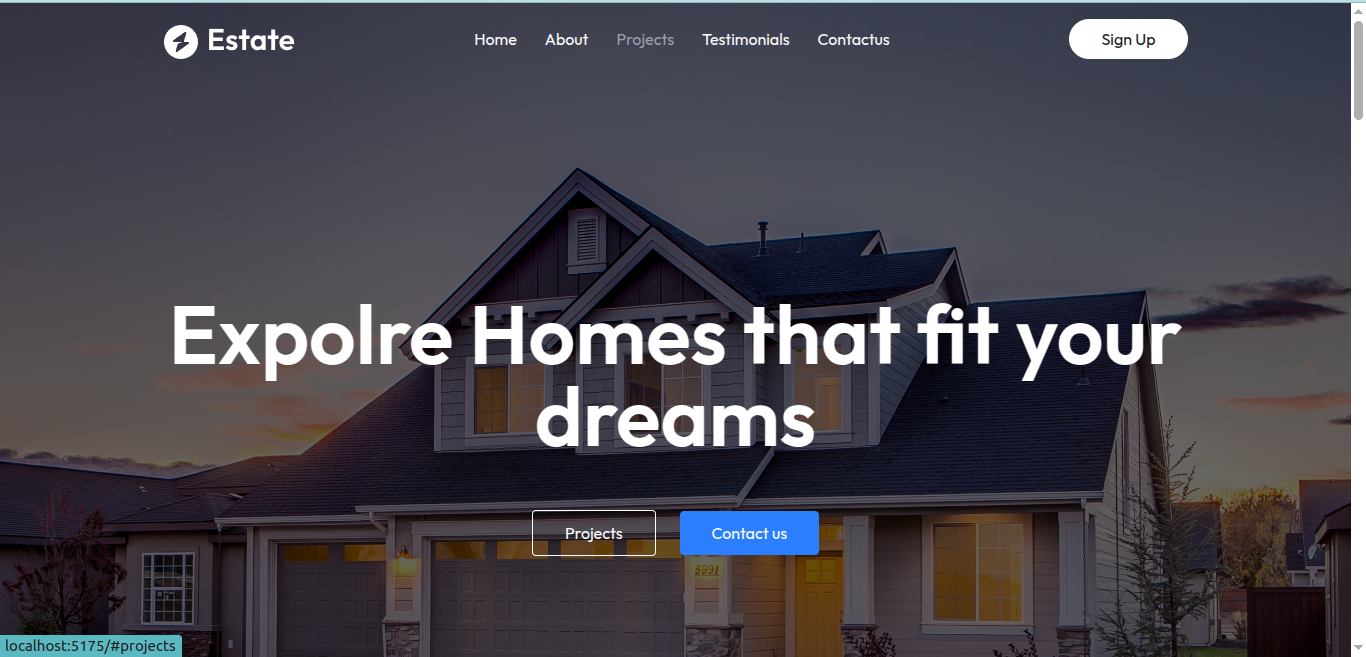 Estate
Home About Projects Testimonials Contactus
Sign Up
Expolre Homes that fit your
dreams
Projects Contact us
5991
localhost:5175/#projects